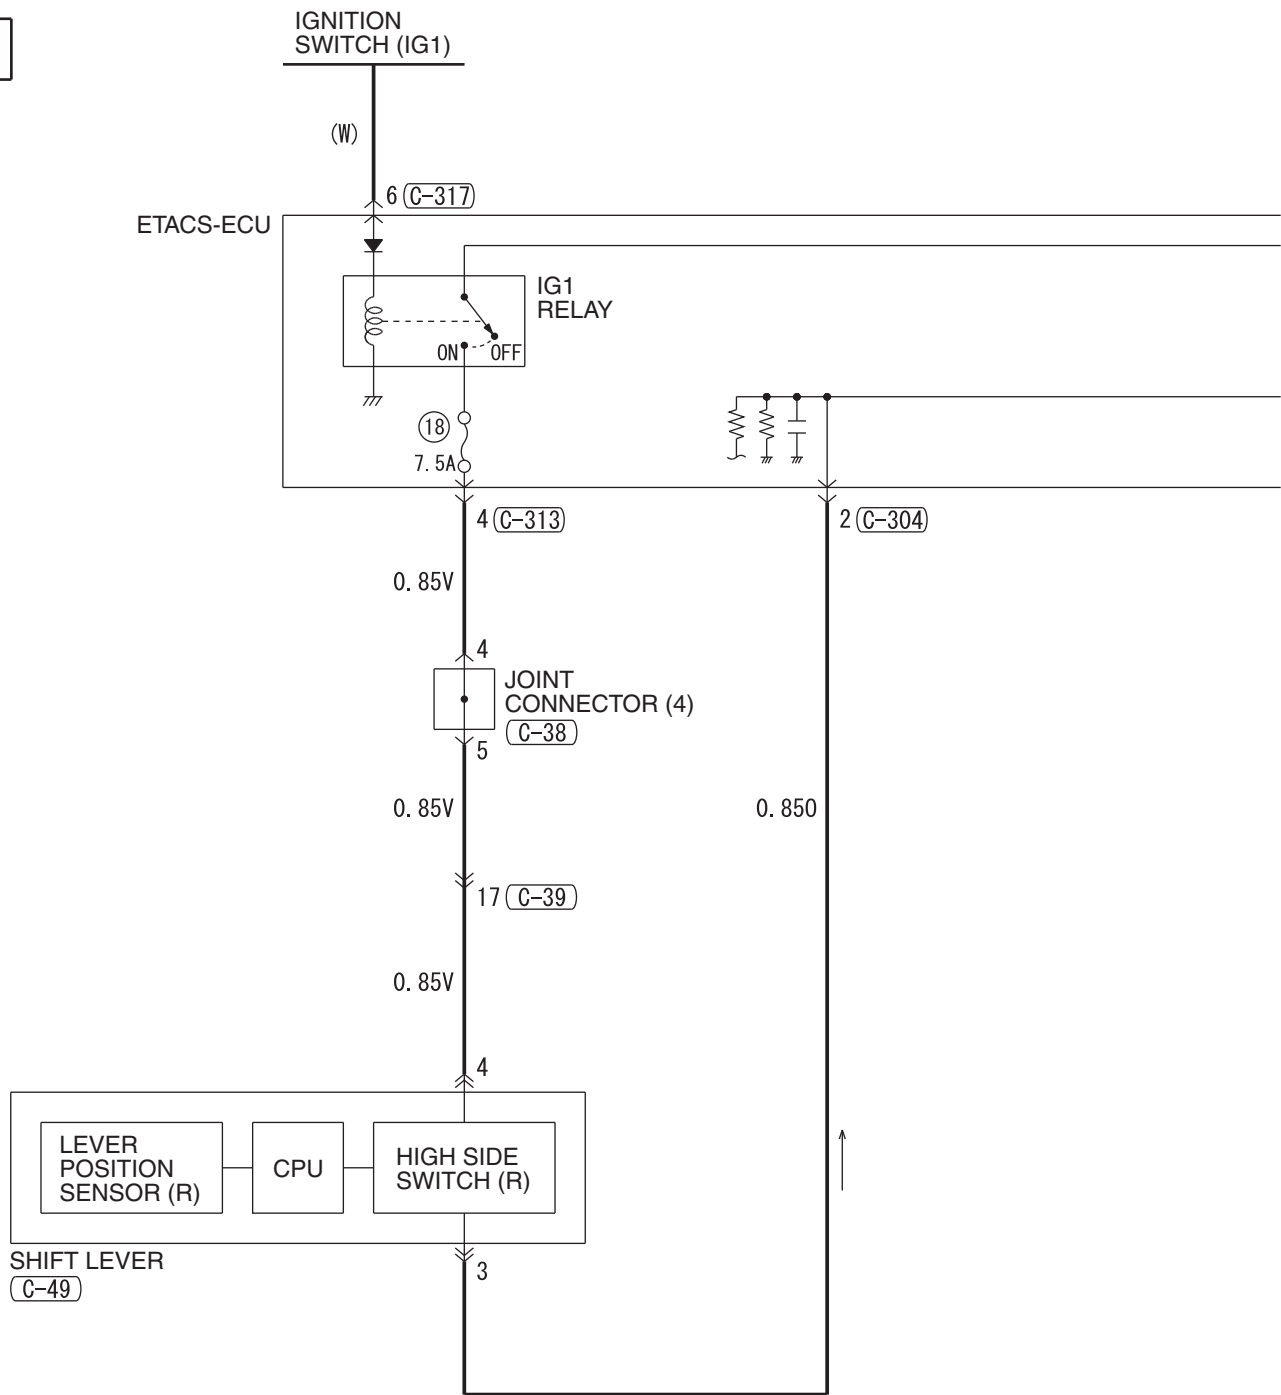 IGNITION
SWITCH (IG1)
(W)
6 C-317
ETACS-ECU
IG1
RELAY
ON OFF
18
7. 5A
4 C-313
2 C-304
0. 85V
4
JOINT
CONNECTOR (4)
C-38
5
0. 85V
0. 85O
17 C-39
0. 85V
4
LEVER
POSITION
SENSOR (R)
CPU
HIGH SIDE
SWITCH (R)
SHIFT LEVER
C-49
3